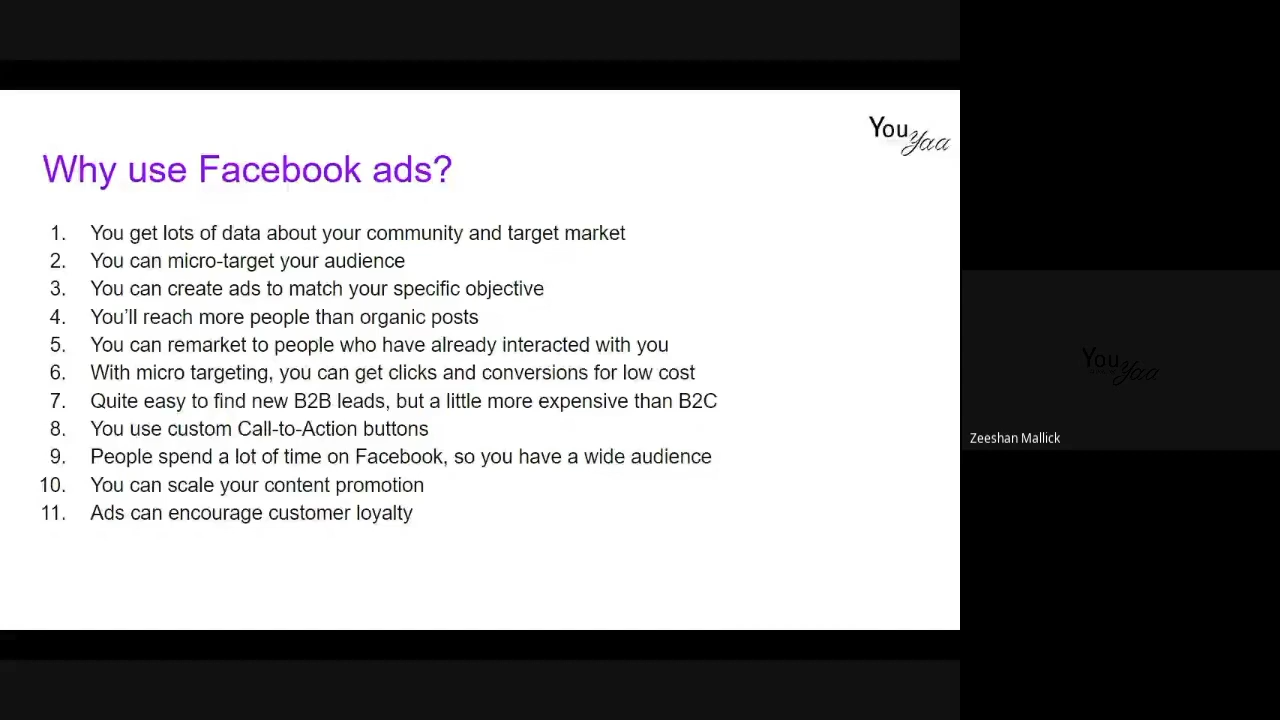 You
yaa
Why use Facebook ads?
1. You get lots of data about your community and target market
2. You can micro-target your audience
3. You can create ads to match your specific objective
4. You’ll reach more people than organic posts
5. You can remarket to people who have already interacted with you
6. With micro targeting, you can get clicks and conversions for low cost
7. Quite easy to find new B2B leads, but a little more expensive than B2C
8. You use custom Call-to-Action buttons
9. People spend a lot of time on Facebook, so you have a wide audience
10. You can scale your content promotion
11. Ads can encourage customer loyalty
You
yaa
Zeeshan Mallick